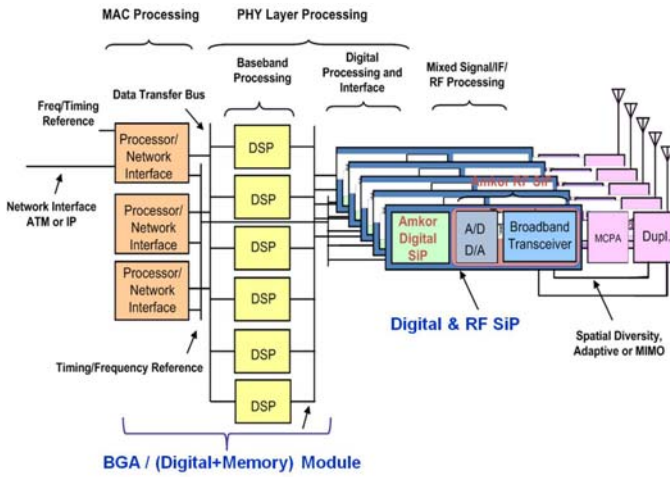 MAC Processing
PHY Layer Processing
Baseband
Processing
Digital
Processing and
Interface
Mixed Signal/IF/
RF Processing
Freq/Timing
Reference
Data Transfer Bus
Processor/
Network
Interface
DSP
Network Interface
ATM or IP
Processor/
Network
Interface
DSP
Processor/
Network
Interface
DSP
DSP
DSP
DSP
Amkor RF SiP
Amkor
Digital
SiP
A/D
D/A
Broadband
Transceiver
MCPA
Dupl.
Digital & RF SiP
Spatial Diversity,
Adaptive or MIMO
Timing/Frequency Reference
BGA / (Digital+Memory) Module